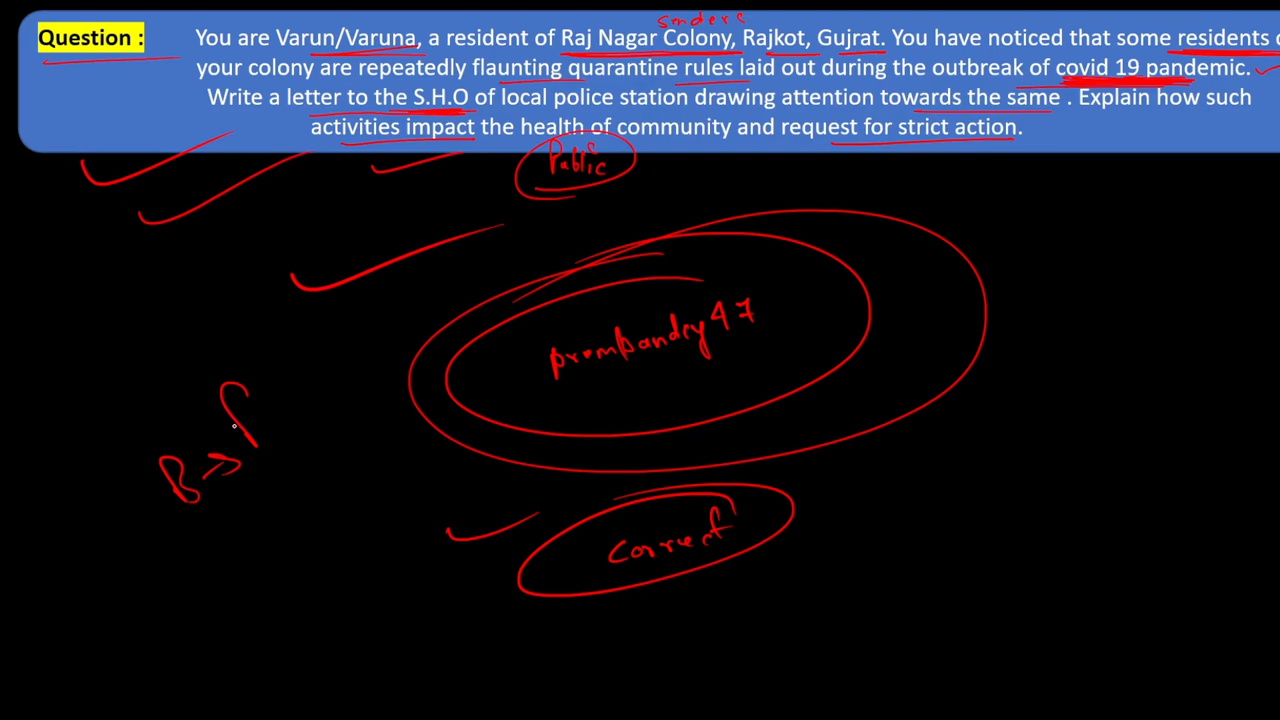 senders
Question : You are Varun/Varuna, a resident of Raj Nagar Colony, Rajkot, Gujrat. You have noticed that some residents
your colony are repeatedly flaunting quarantine rules laid out during the outbreak of covid 19 pandemic.
Write a letter to the S.H.O of local police station drawing attention towards the same . Explain how such
activities impact the health of community and request for strict action.
Public
prompandey47
B
Correct